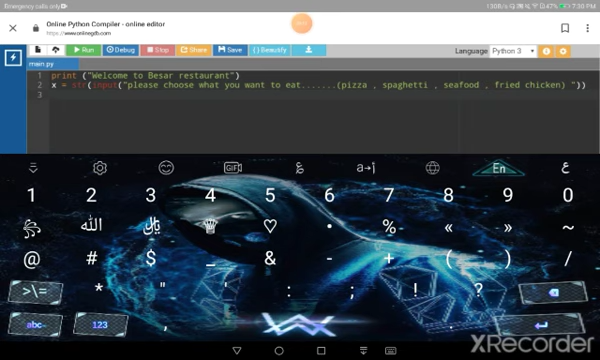 Emergency calls only
130B/s
47%
7:30 PM
Online Python Compiler - online editor
https://www.onlinegdb.com
Run
Debug
Stop
Share
Save
{ } Beautify
Language
Python 3
main.py
1 print ("Welcome to Besar restaurant")
2 x = str(input("please choose what you want to eat.......(pizza , spaghetti , seafood , fried chicken) "))
3
GIF
a→أ
En
ع
1 2 3 4 5 6 7 8 9 0
الله ﷼ ♛ ♡ • % « » ~
@ # $ _ & - + ( ) /
>\= * " ' : ; ! ?
abc 123 , .
XRecorder